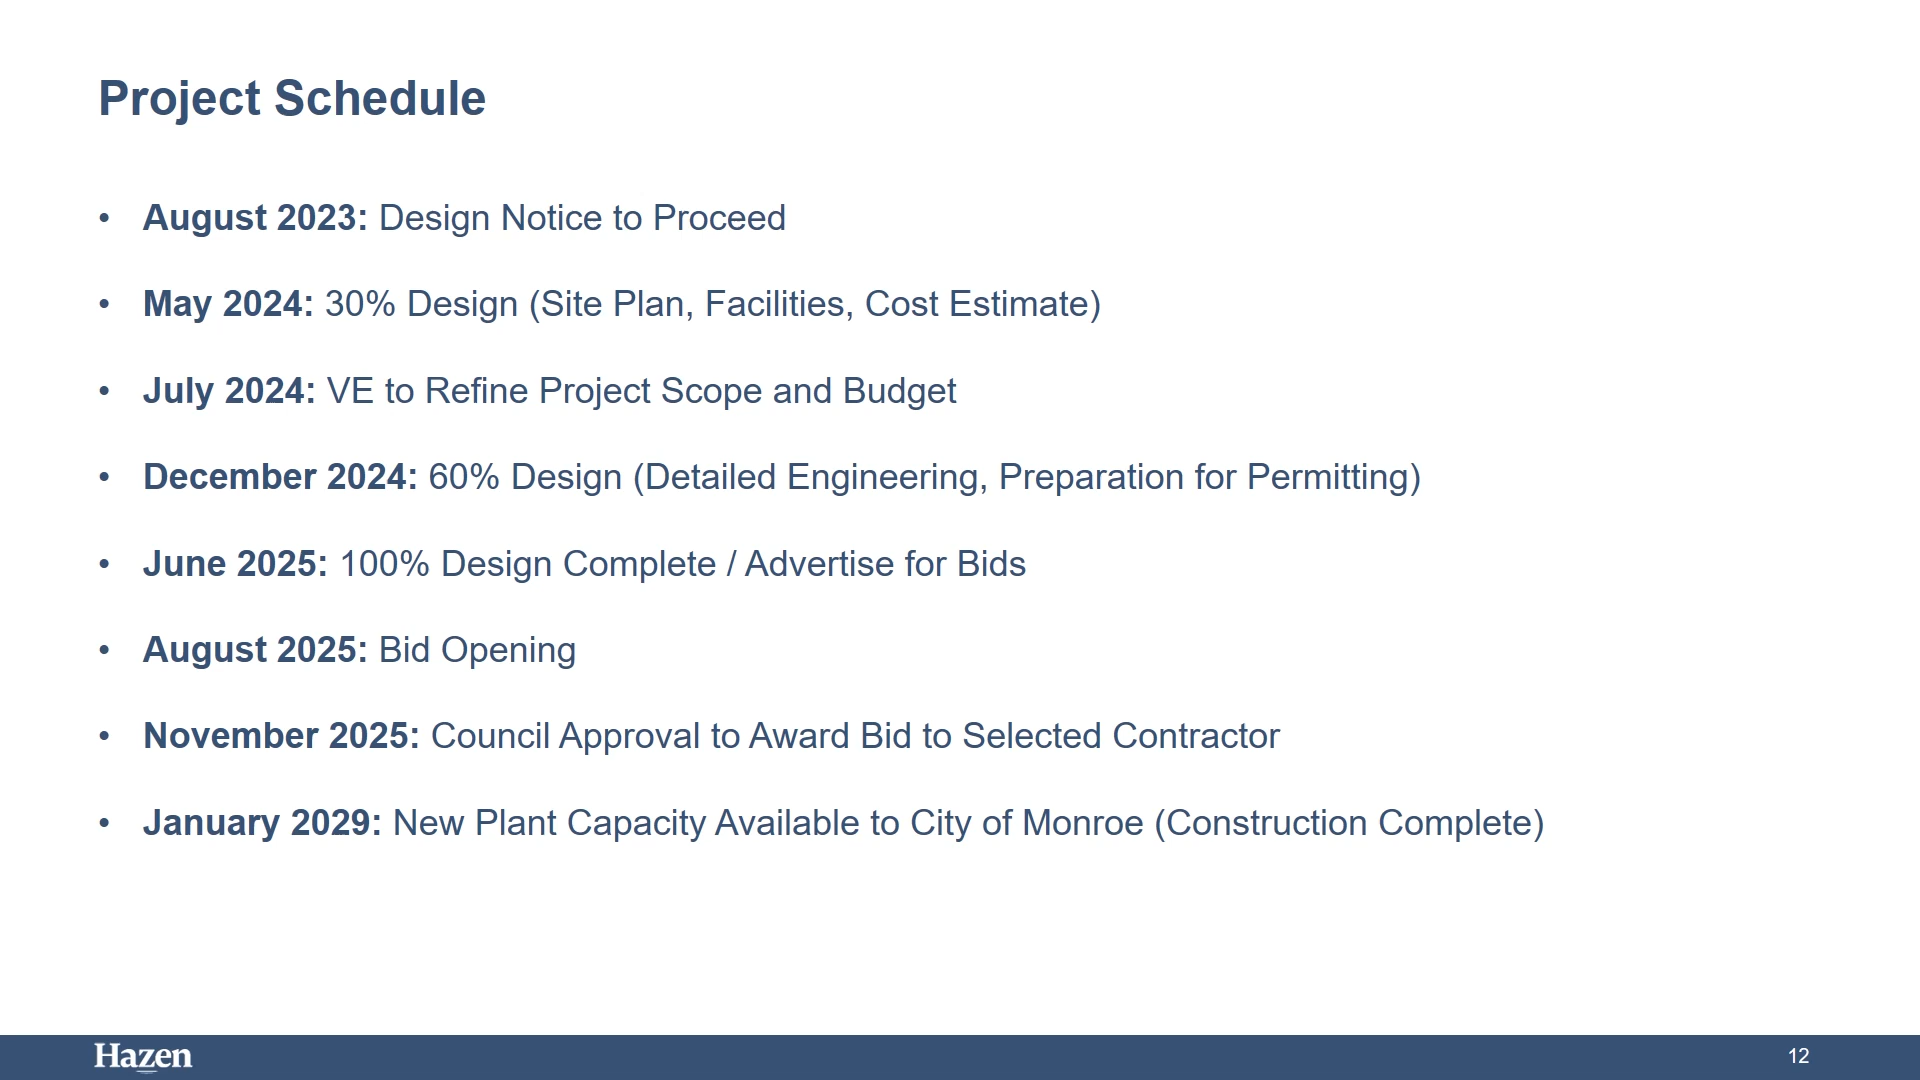 Project Schedule
• August 2023: Design Notice to Proceed
• May 2024: 30% Design (Site Plan, Facilities, Cost Estimate)
• July 2024: VE to Refine Project Scope and Budget
• December 2024: 60% Design (Detailed Engineering, Preparation for Permitting)
• June 2025: 100% Design Complete / Advertise for Bids
• August 2025: Bid Opening
• November 2025: Council Approval to Award Bid to Selected Contractor
• January 2029: New Plant Capacity Available to City of Monroe (Construction Complete)
Hazen
12